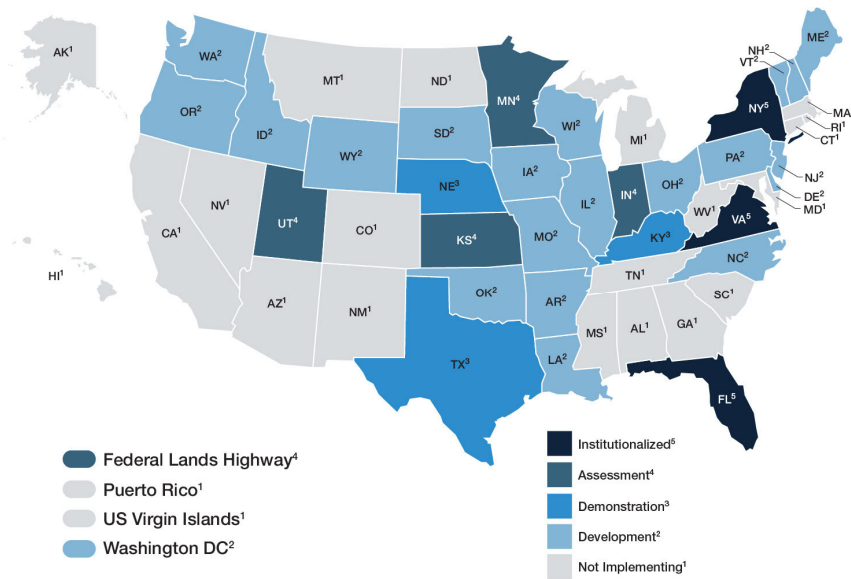 AK¹
WA²
MT¹
ND¹
MN⁴
ME²
NH²
VT²
OR²
ID²
SD²
WI²
NY⁵
MA
RI¹
CT¹
WY²
MI¹
PA²
NJ²
NE³
IA²
IL²
IN⁴
OH²
DE²
MD¹
NV¹
UT⁴
CO¹
KS⁴
MO²
WV¹
VA⁵
KY³
CA¹
NC²
HI¹
AZ¹
NM¹
OK²
AR²
TN¹
SC¹
MS¹
AL¹
GA¹
TX³
LA²
FL⁵
Federal Lands Highway⁴
Puerto Rico¹
US Virgin Islands¹
Washington DC²
Institutionalized⁵
Assessment⁴
Demonstration³
Development²
Not Implementing¹